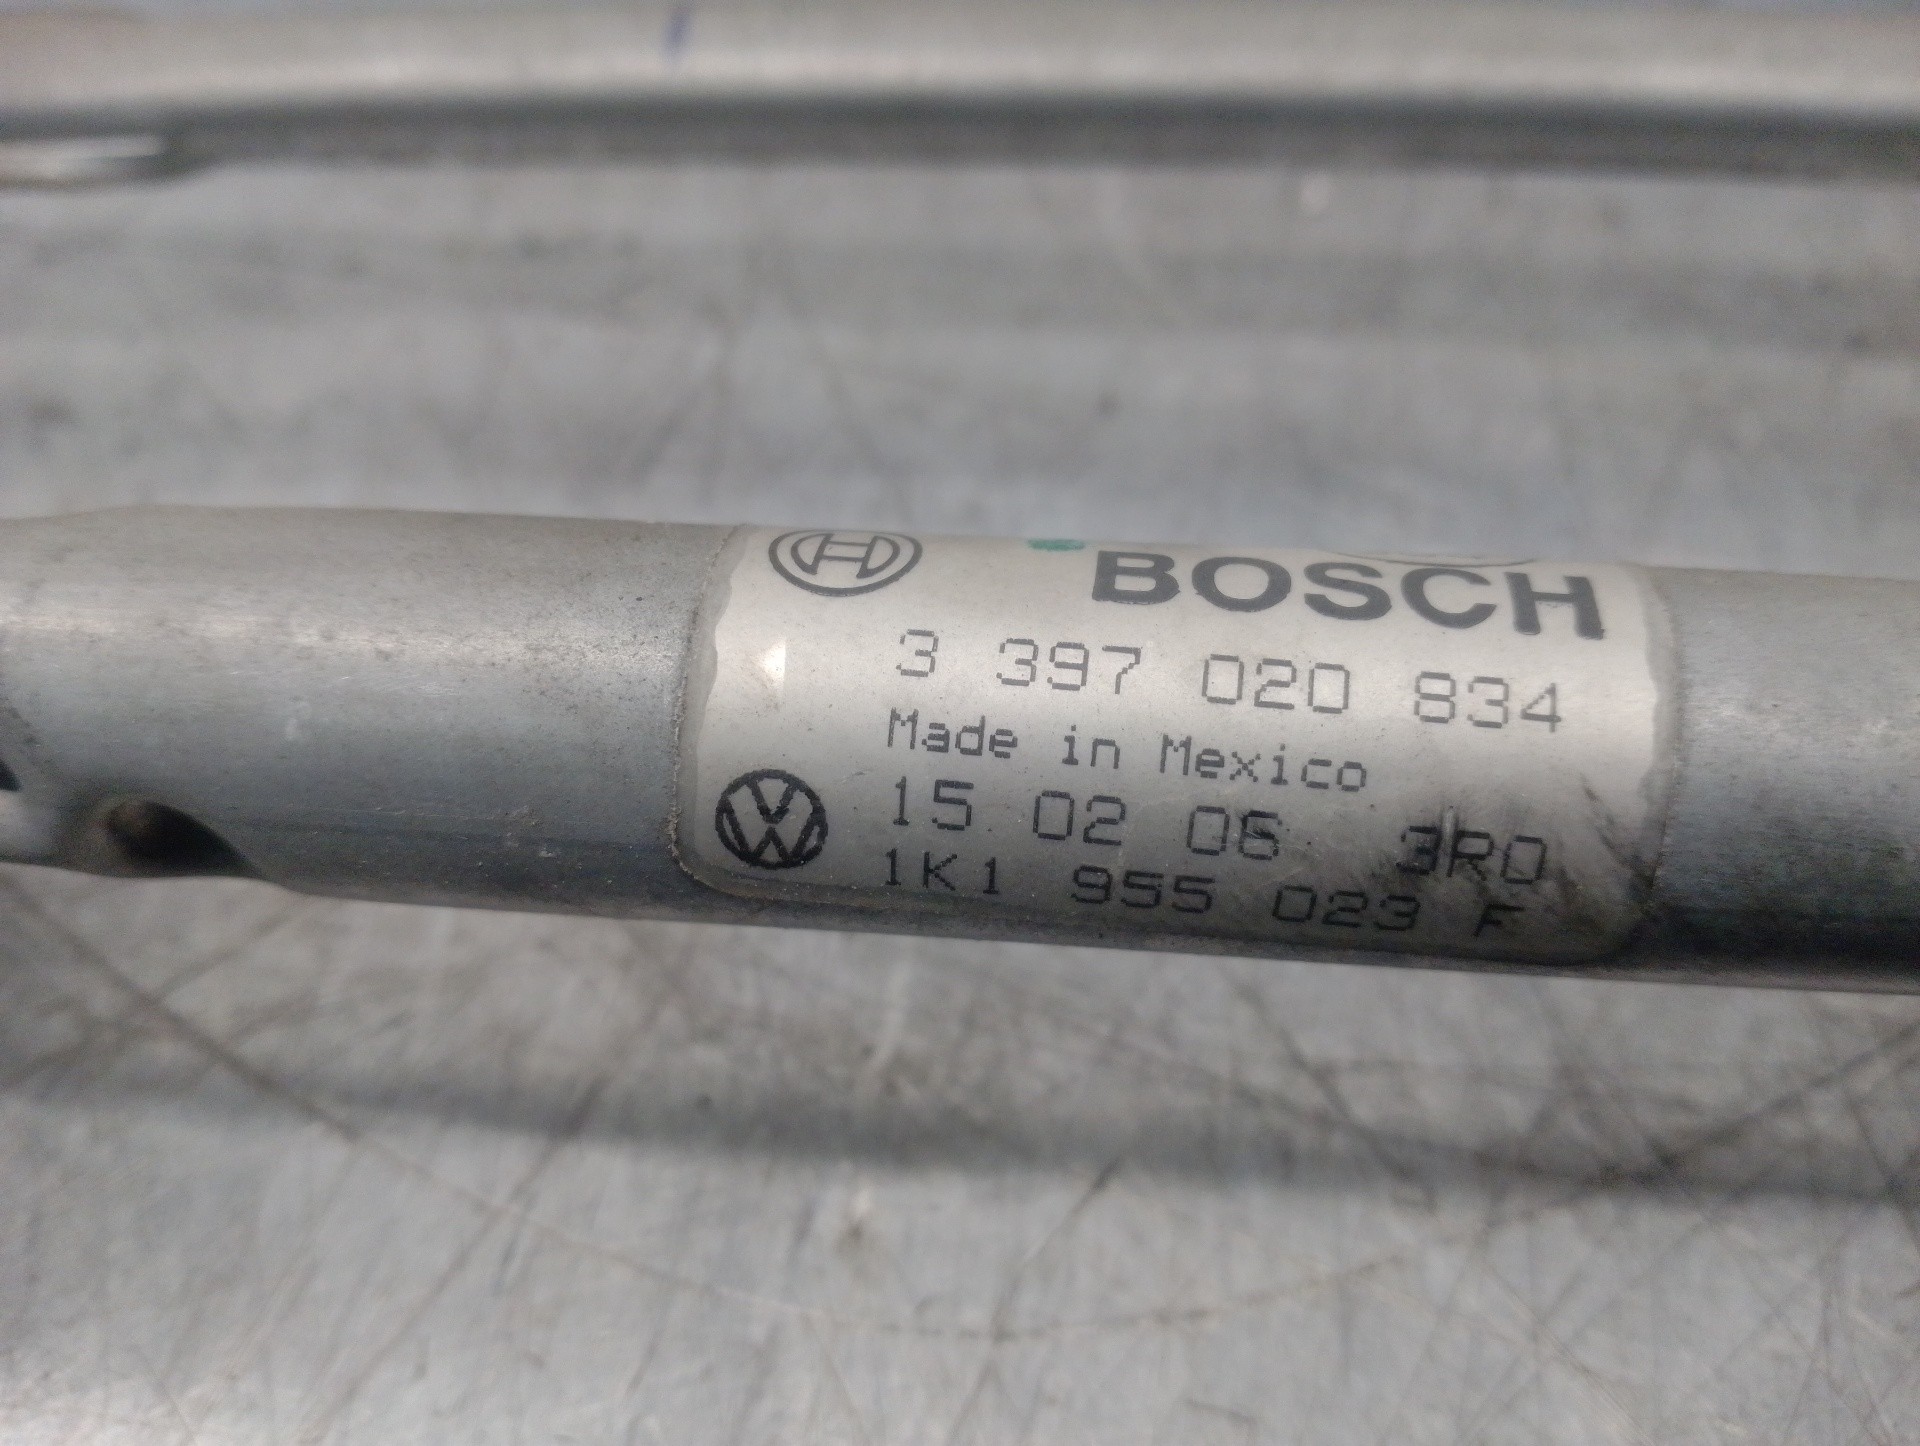 BOSCH
3 397 020 834
Made in Mexico
15 02 06 3R0
1K1 955 023 F